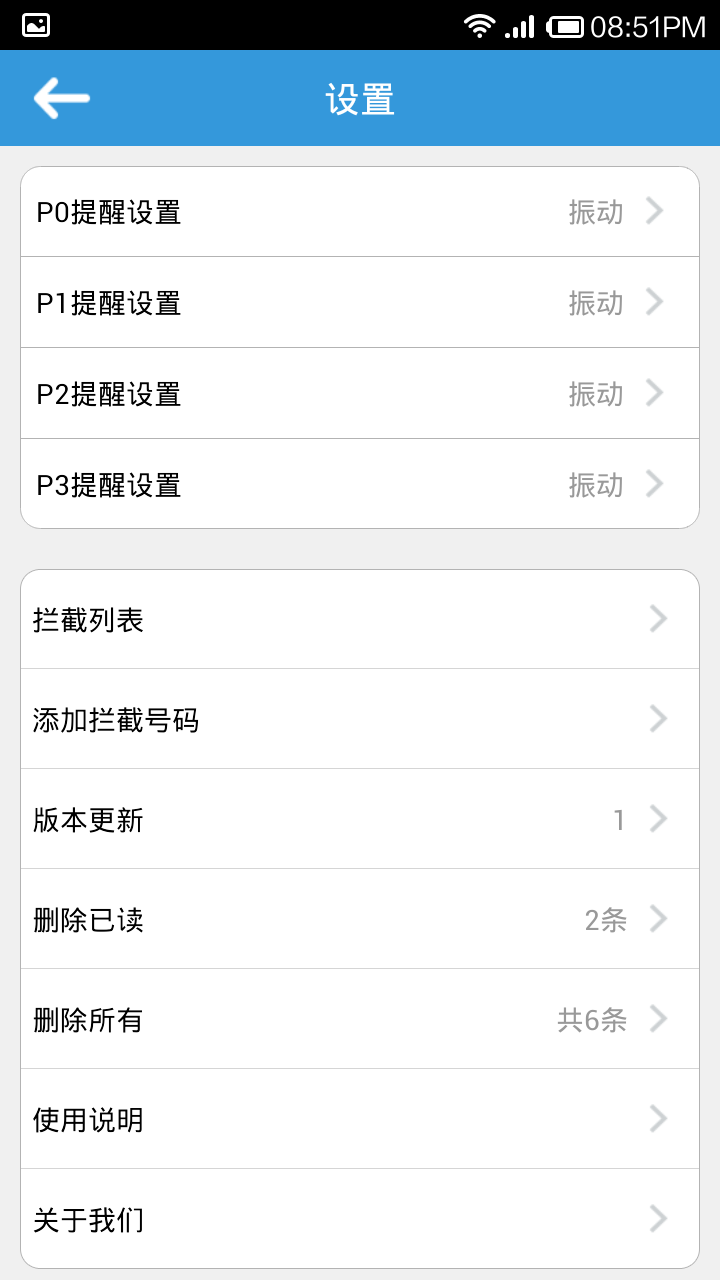 08:51PM
设置
P0提醒设置 振动
P1提醒设置 振动
P2提醒设置 振动
P3提醒设置 振动
拦截列表
添加拦截号码
版本更新 1
删除已读 2条
删除所有 共6条
使用说明
关于我们